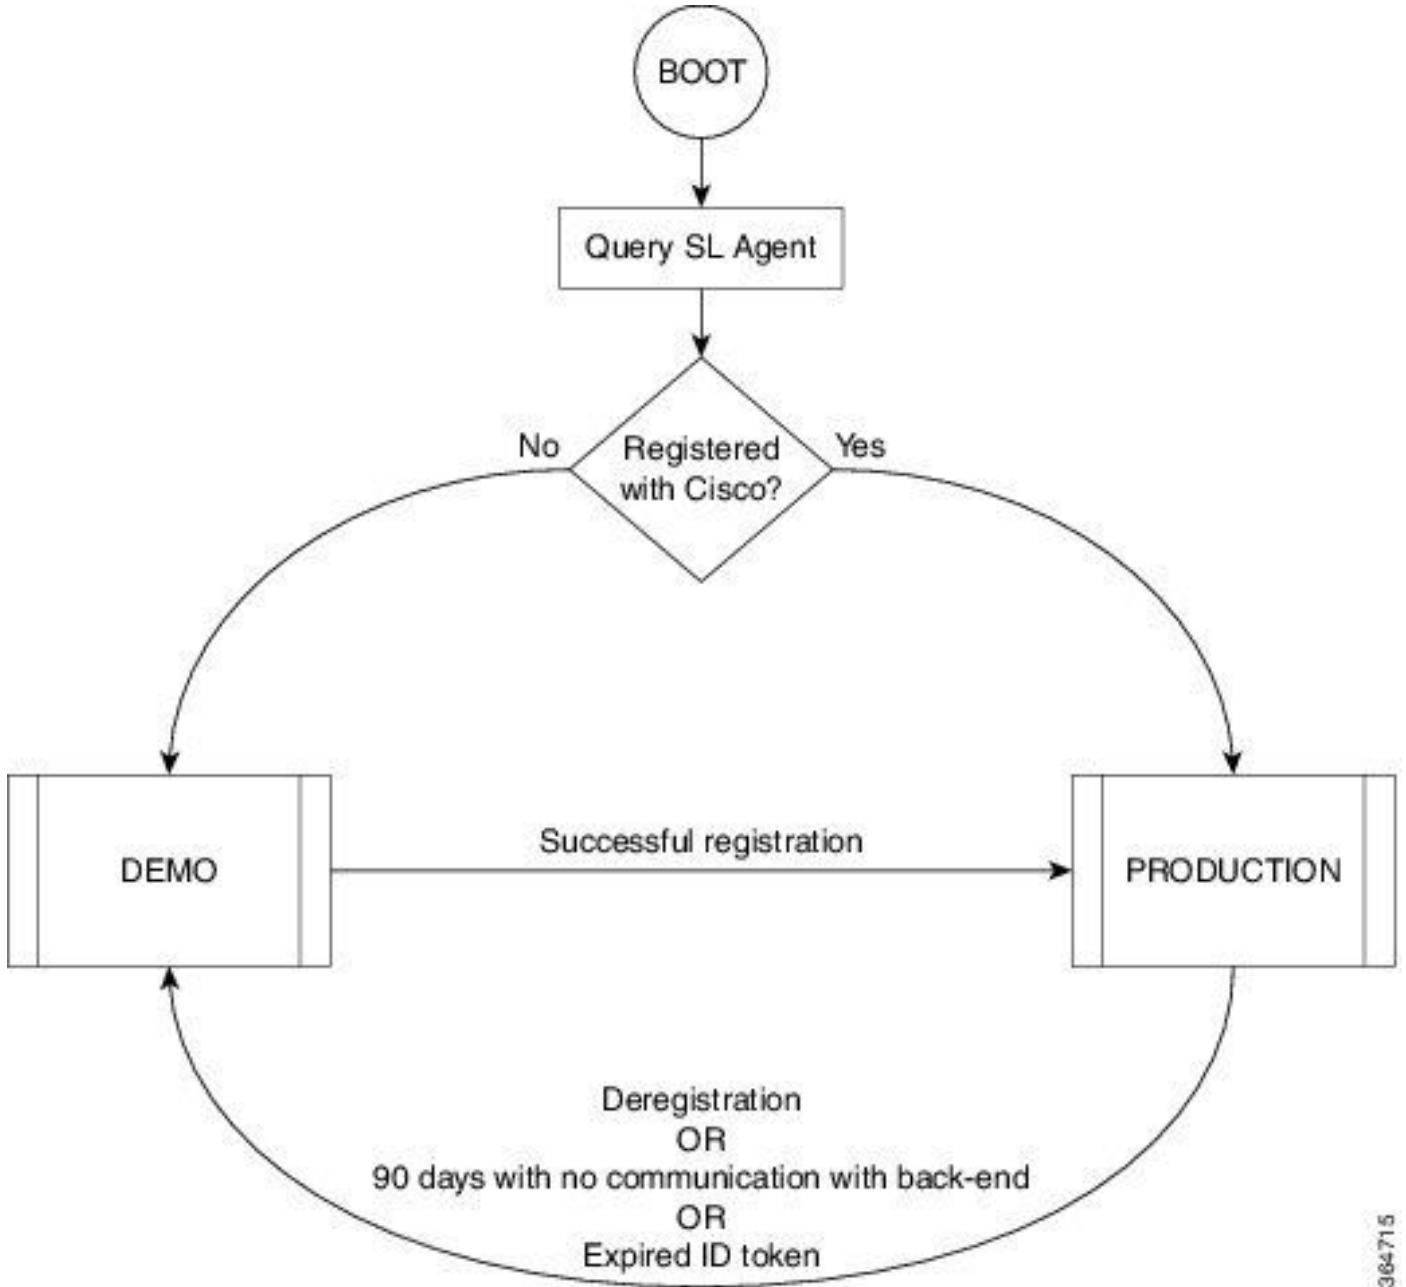 BOOT
Query SL Agent
No
Registered
with Cisco?
Yes
Successful registration
DEMO
PRODUCTION
Deregistration
OR
90 days with no communication with back-end
OR
Expired ID token
364715